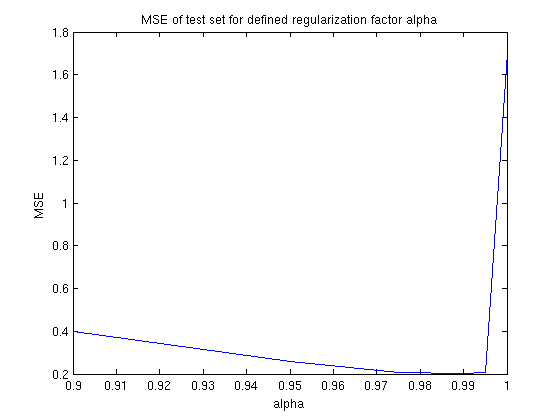 MSE of test set for defined regularization factor alpha
1.8
1.6
1.4
1.2
1
0.8
0.6
0.4
0.2
MSE
0.9 0.91 0.92 0.93 0.94 0.95 0.96 0.97 0.98 0.99 1
alpha